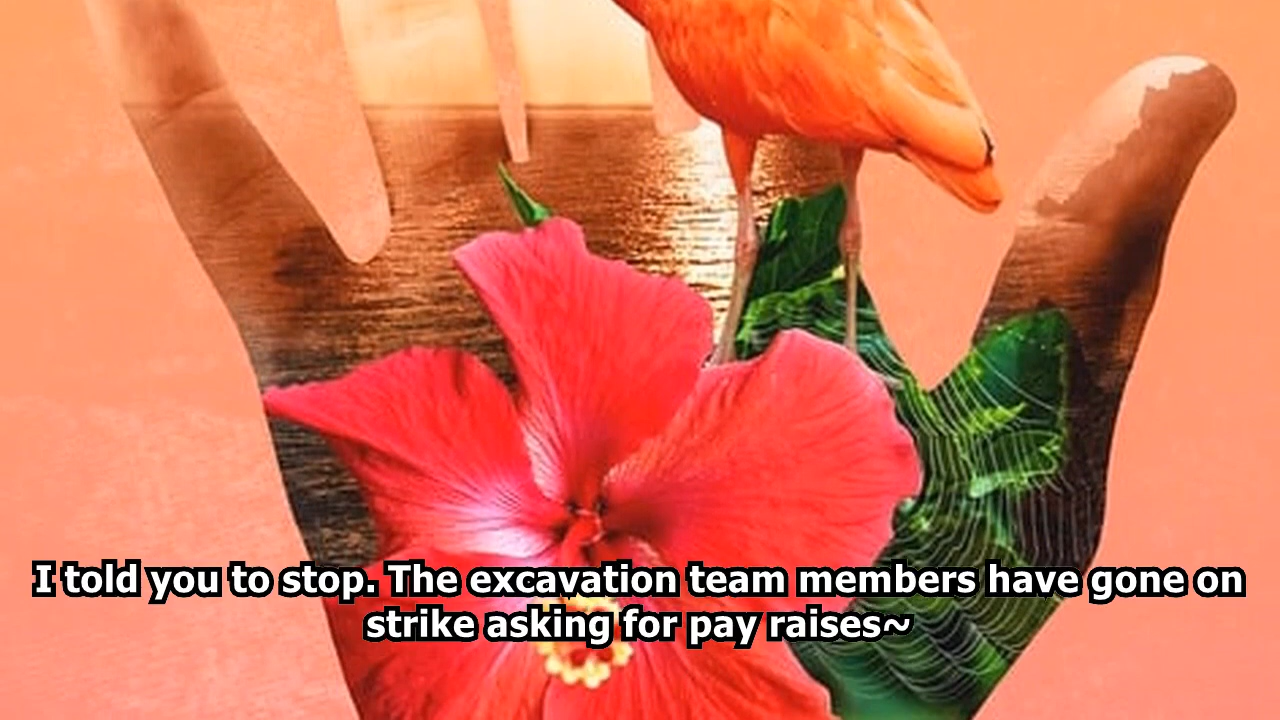 I told you to stop. The excavation team members have gone on
strike asking for pay raises~